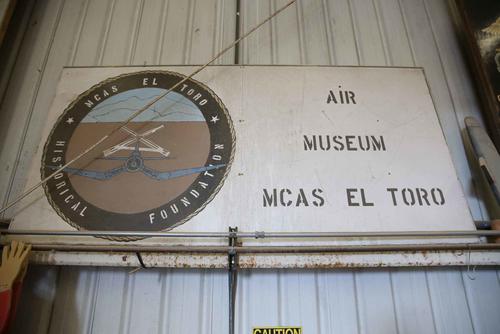 MCAS EL TORO
HISTORICAL FOUNDATION
AiR
MUSEUM
MCAS EL TORO
CAUTION